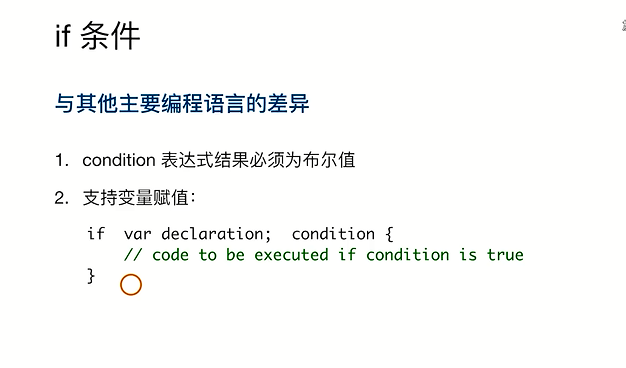 if 条件
与其他主要编程语言的差异
1. condition 表达式结果必须为布尔值
2. 支持变量赋值：
if var declaration; condition {
// code to be executed if condition is true
}